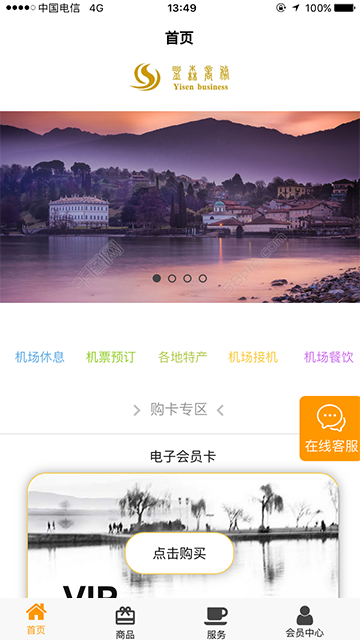 中国电信 4G 13:49 100%
首页
Yisen business
机场休息 机票预订 各地特产 机场接机 机场餐饮
购卡专区
在线客服
电子会员卡
点击购买
VIP
首页 商品 服务 会员中心